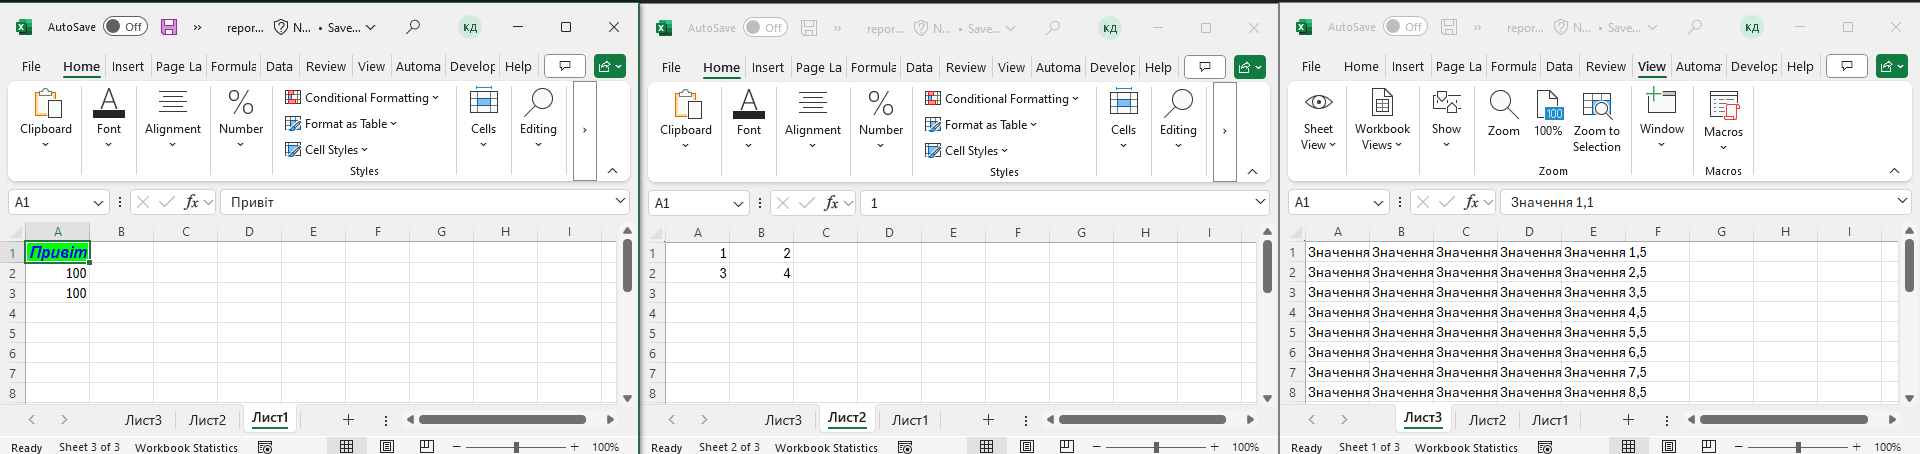 AutoSave Off » repor... N... • Save... КД
File Home Insert Page La Formula Data Review View Automa Develop Help
Clipboard Font Alignment Number Conditional Formatting Format as Table Cell Styles Styles Cells Editing
A1 fx Привіт
A B C D E F G H I
1 Привіт
2 100
3 100
4
5
6
7
8
Лист3 Лист2 Лист1 +
Ready Sheet 3 of 3 Workbook Statistics 100%
AutoSave Off » repor... N... • Save... КД
File Home Insert Page La Formula Data Review View Automa Develop Help
Clipboard Font Alignment Number Conditional Formatting Format as Table Cell Styles Styles Cells Editing
A1 fx 1
A B C D E F G H I
1 1 2
2 3 4
3
4
5
6
7
8
Лист3 Лист2 Лист1 +
Ready Sheet 2 of 3 Workbook Statistics 100%
AutoSave Off » repor... N... • Save... КД
File Home Insert Page La Formula Data Review View Automat Develop Help
Sheet View Workbook Views Show Zoom 100% Zoom to Selection Zoom Window Macros Macros
A1 fx Значення 1,1
A B C D E F G H I
1 Значення Значення Значення Значення Значення 1,5
2 Значення Значення Значення Значення Значення 2,5
3 Значення Значення Значення Значення Значення 3,5
4 Значення Значення Значення Значення Значення 4,5
5 Значення Значення Значення Значення Значення 5,5
6 Значення Значення Значення Значення Значення 6,5
7 Значення Значення Значення Значення Значення 7,5
8 Значення Значення Значення Значення Значення 8,5
Лист3 Лист2 Лист1 +
Ready Sheet 1 of 3 Workbook Statistics 100%